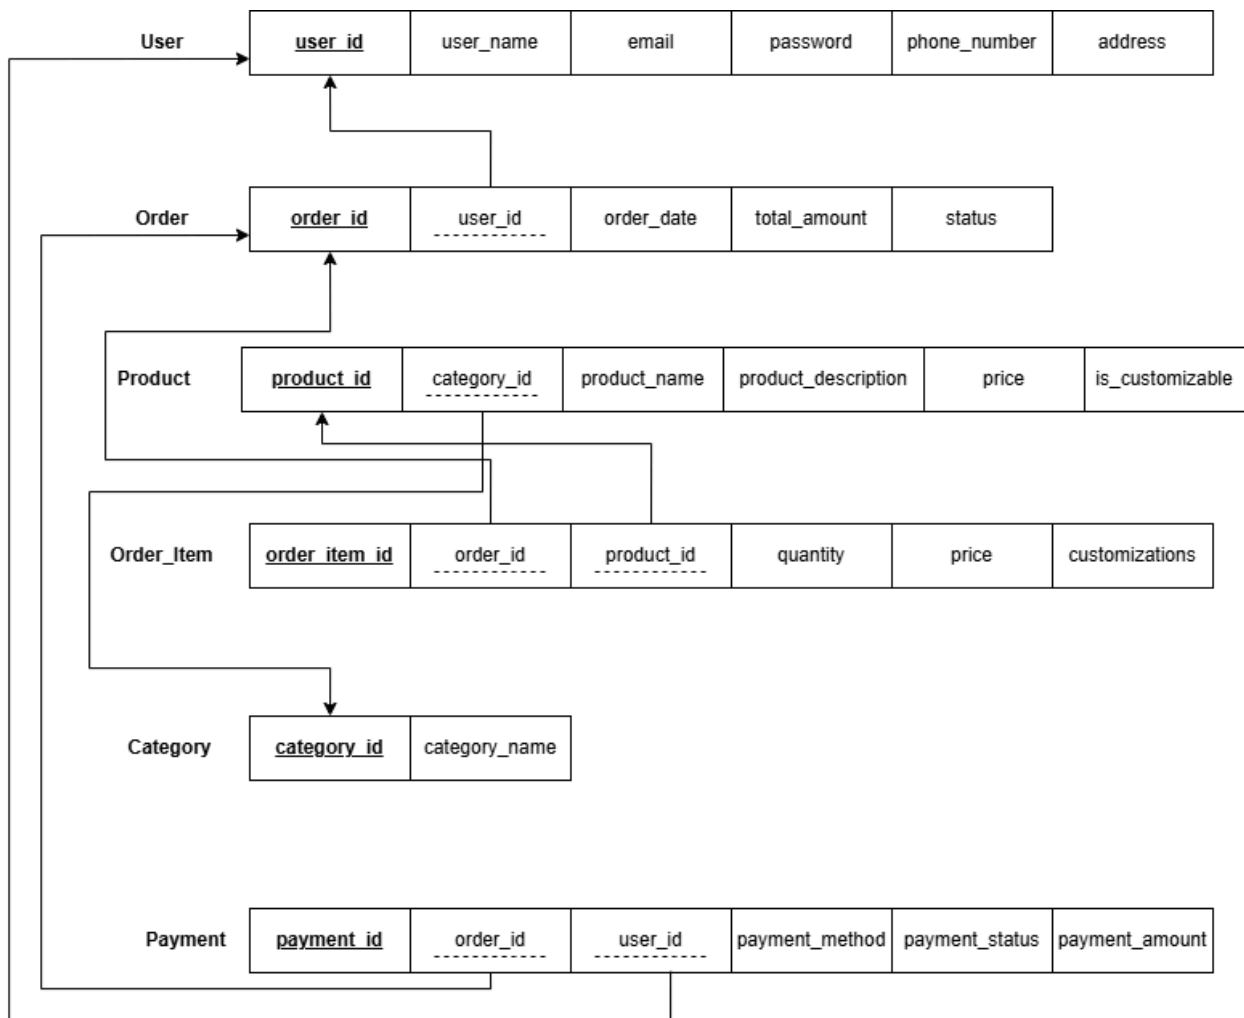 User user_id user_name email password phone_number address
Order order_id user_id order_date total_amount status
Product product_id category_id product_name product_description price is_customizable
Order_Item order_item_id order_id product_id quantity price customizations
Category category_id category_name
Payment payment_id order_id user_id payment_method payment_status payment_amount